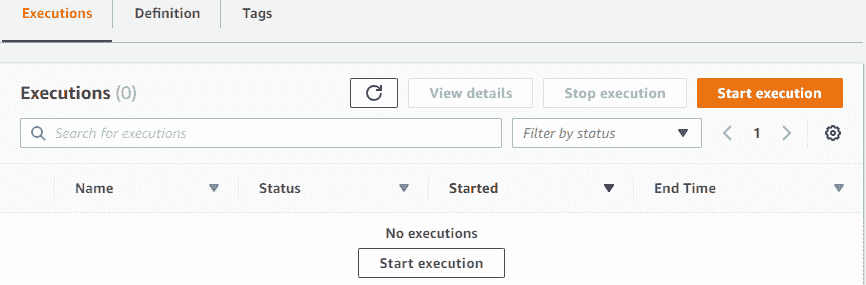 Executions Definition Tags
Executions (0) View details Stop execution Start execution
Search for executions Filter by status 1
Name Status Started End Time
No executions
Start execution